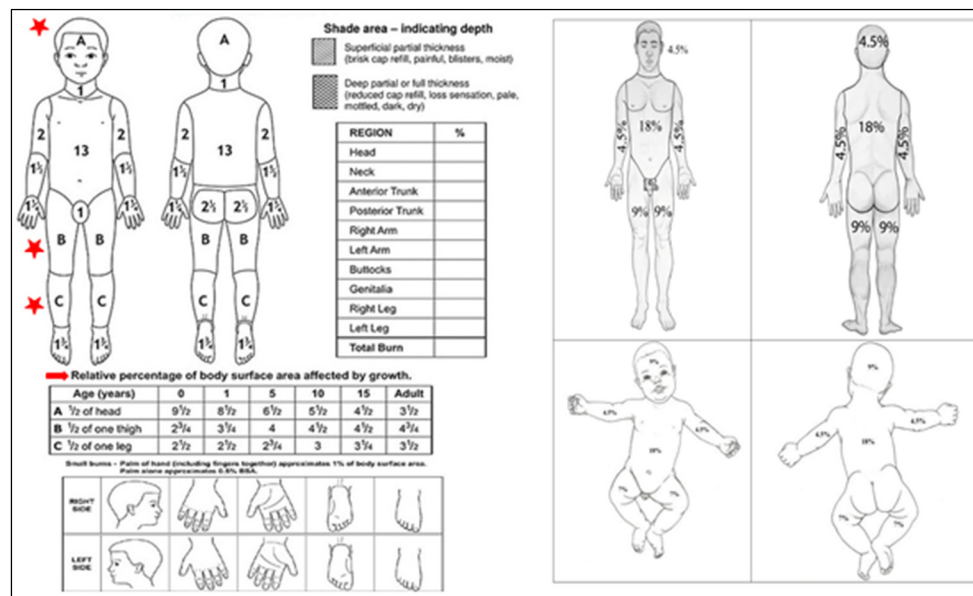 A
A
1
1
2
2
2
2
13
13
1½
1½
1½
1½
1
2½
2½
B
B
B
B
C
C
C
C
1¾
1¾
1¾
1¾
Shade area – indicating depth
Superficial partial thickness
(brisk cap refill, painful, blisters, moist)
Deep partial or full thickness
(reduced cap refill, loss sensation, pale,
mottled, dark, dry)
REGION %
Head
Neck
Anterior Trunk
Posterior Trunk
Right Arm
Left Arm
Buttocks
Genitalia
Right Leg
Left Leg
Total Burn
Relative percentage of body surface area affected by growth.
Age (years) 0 1 5 10 15 Adult
A ½ of head 9½ 8½ 6½ 5½ 4½ 3½
B ½ of one thigh 2¾ 3¼ 4 4½ 4½ 4¾
C ½ of one leg 2½ 2½ 2¾ 3 3¼ 3½
Small burns – Palm of hand (including fingers together) approximates 1% of body surface area.
Palm alone approximates 0.5% BSA.
RIGHT
SIDE
LEFT
SIDE
4.5%
4.5%
18%
4.5%
1%
9% 9%
4.5%
4.5%
18%
4.5%
9% 9%
9%
4.5%
4.5%
18%
9%
4.5%
4.5%
18%